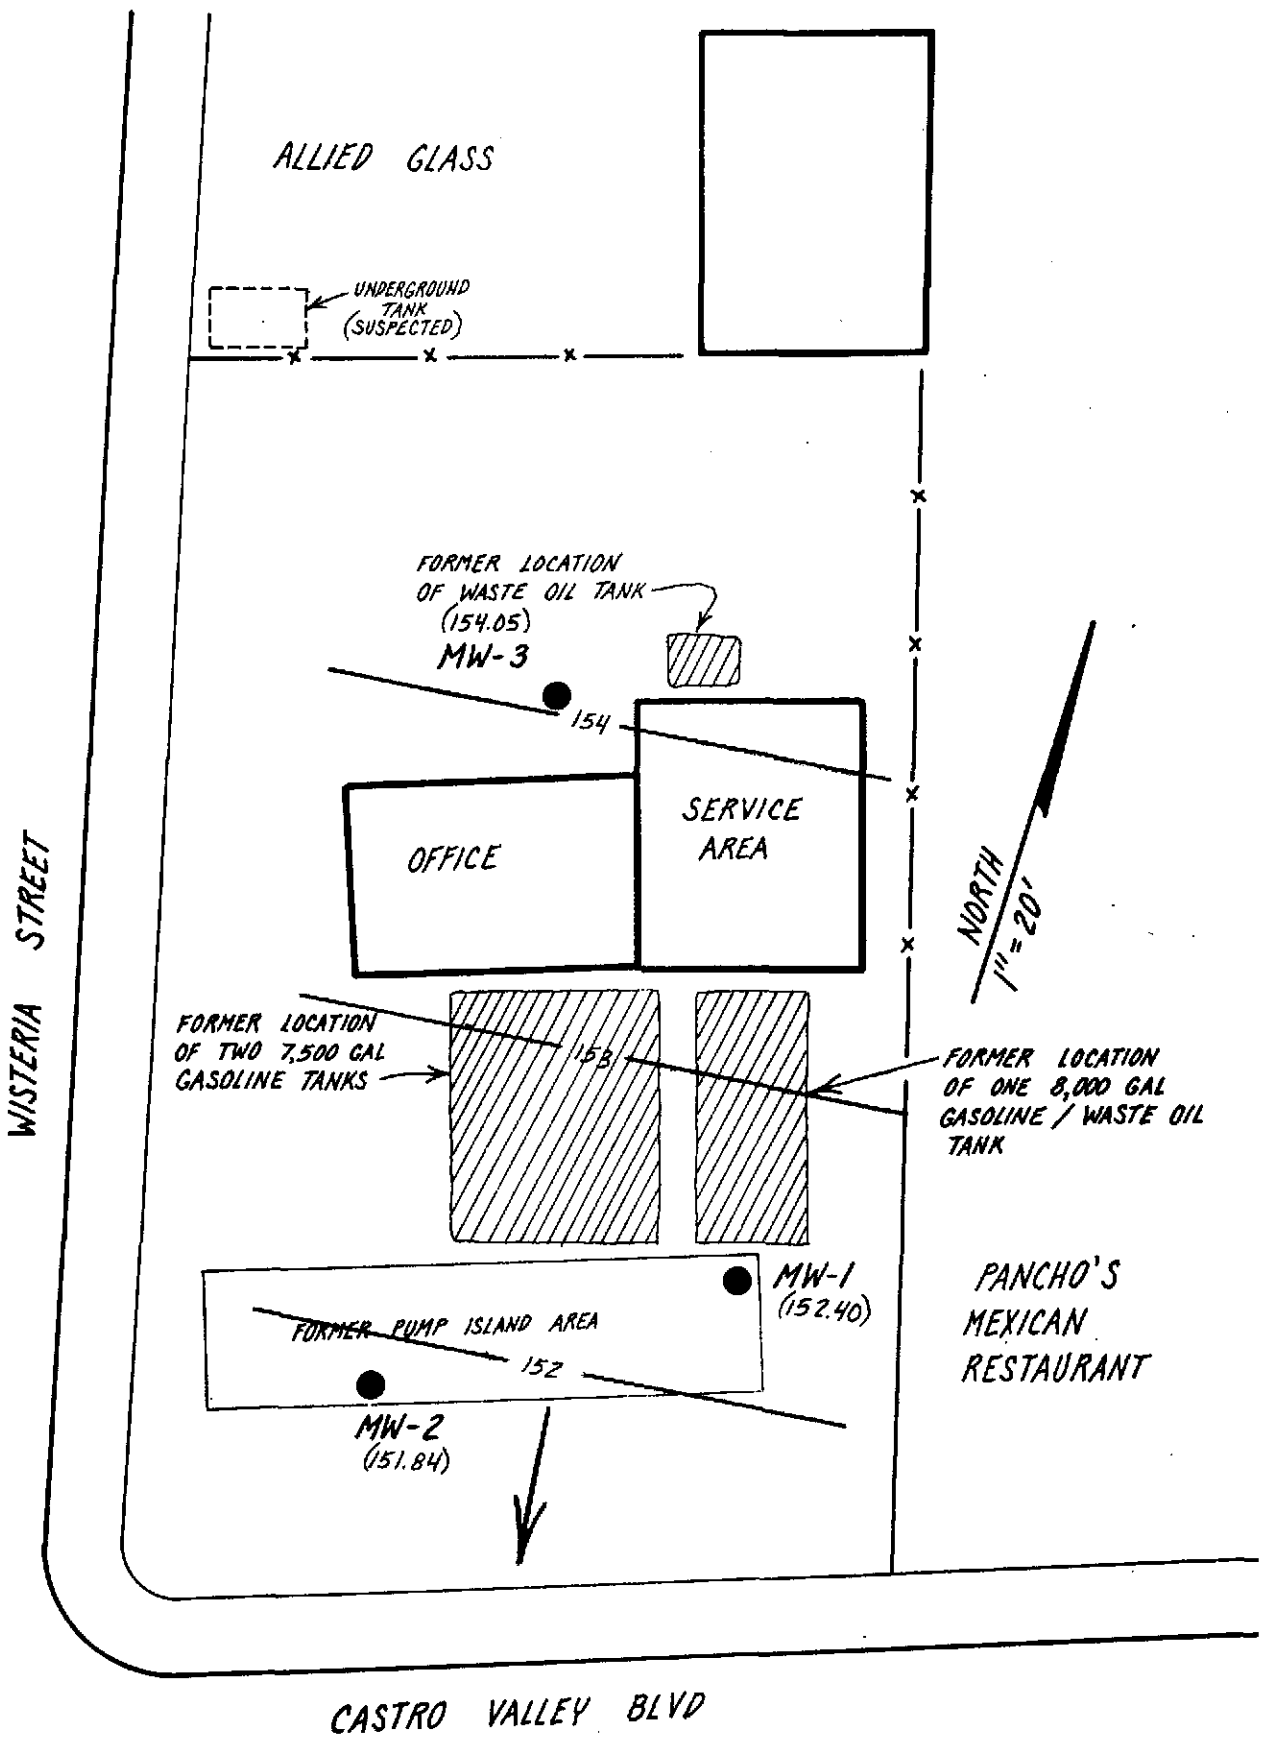 ALLIED GLASS
UNDERGROUND
TANK
(SUSPECTED)
FORMER LOCATION
OF WASTE OIL TANK
(154.05)
MW-3
154
SERVICE
AREA
OFFICE
WISTERIA STREET
NORTH
1" = 20'
FORMER LOCATION
OF TWO 7,500 GAL
GASOLINE TANKS
153
FORMER LOCATION
OF ONE 8,000 GAL
GASOLINE / WASTE OIL
TANK
MW-1
(152.40)
FORMER PUMP ISLAND AREA
152
MW-2
(151.84)
PANCHO'S
MEXICAN
RESTAURANT
CASTRO VALLEY BLVD